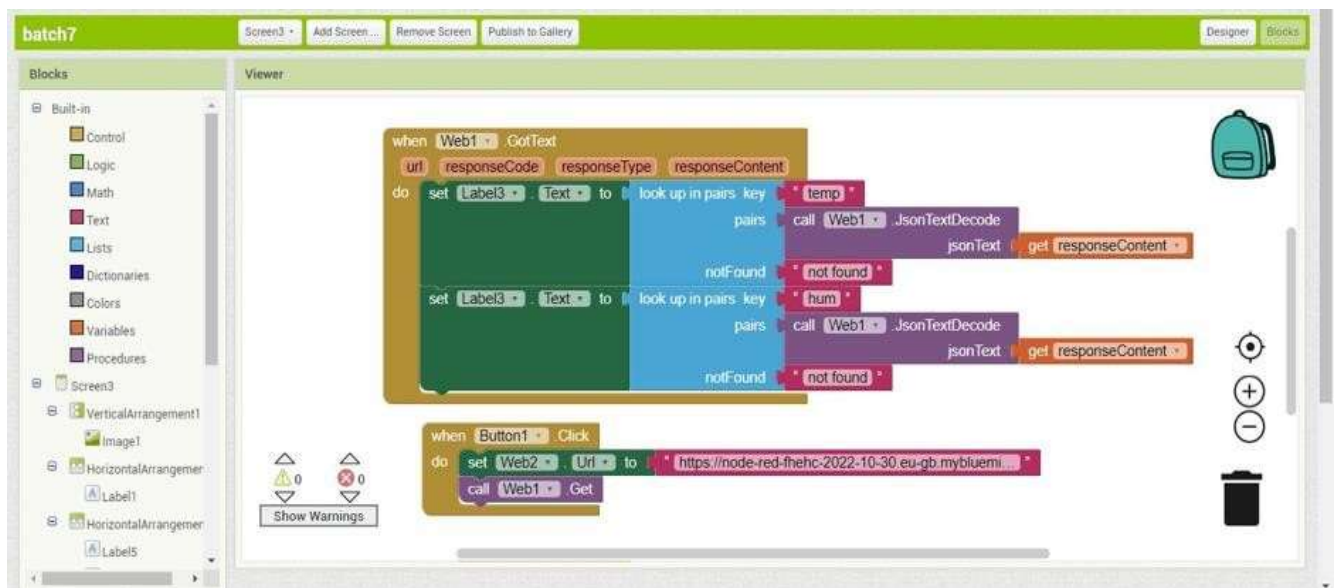 batch7 Screen3 Add Screen ... Remove Screen Publish to Gallery Designer Blocks
Blocks
Built-in
Control
Logic
Math
Text
Lists
Dictionaries
Colors
Variables
Procedures
Screen3
VerticalArrangement1
Image1
HorizontalArrangemer
Label1
HorizontalArrangemer
Label5
Viewer
when Web1 .GotText
url responseCode responseType responseContent
do set Label3 . Text to look up in pairs key " temp "
pairs call Web1 .JsonTextDecode
jsonText get responseContent
notFound " not found "
set Label3 . Text to look up in pairs key " hum "
pairs call Web1 .JsonTextDecode
jsonText get responseContent
notFound " not found "
when Button1 .Click
do set Web2 . Url to " https://node-red-fhehc-2022-10-30.eu-gb.mybluemi... "
call Web1 .Get
0 0
Show Warnings